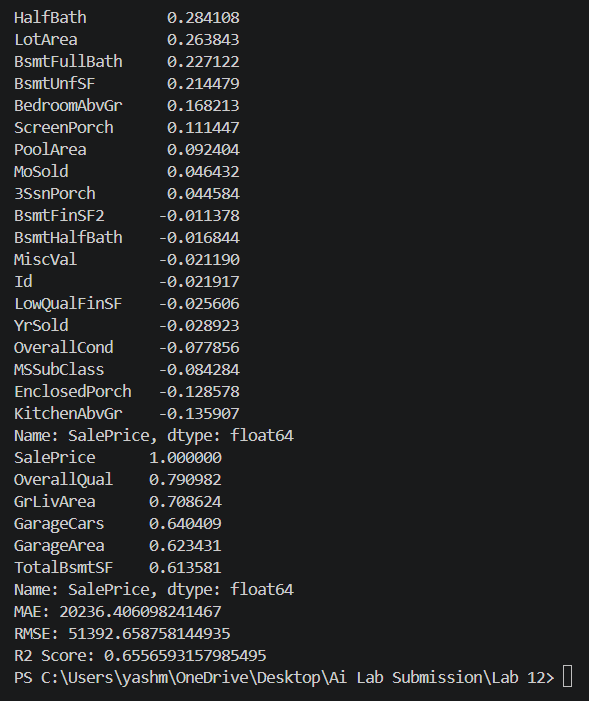 HalfBath         0.284108
LotArea          0.263843
BsmtFullBath     0.227122
BsmtUnfSF        0.214479
BedroomAbvGr     0.168213
ScreenPorch      0.111447
PoolArea         0.092404
MoSold           0.046432
3SsnPorch        0.044584
BsmtFinSF2      -0.011378
BsmtHalfBath    -0.016844
MiscVal         -0.021190
Id              -0.021917
LowQualFinSF    -0.025606
YrSold          -0.028923
OverallCond     -0.077856
MSSubClass      -0.084284
EnclosedPorch   -0.128578
KitchenAbvGr    -0.135907
Name: SalePrice, dtype: float64
SalePrice      1.000000
OverallQual    0.790982
GrLivArea      0.708624
GarageCars     0.640409
GarageArea     0.623431
TotalBsmtSF    0.613581
Name: SalePrice, dtype: float64
MAE: 20236.406098241467
RMSE: 51392.658758144935
R2 Score: 0.6556593157985495
PS C:\Users\yashm\OneDrive\Desktop\Ai Lab Submission\Lab 12>